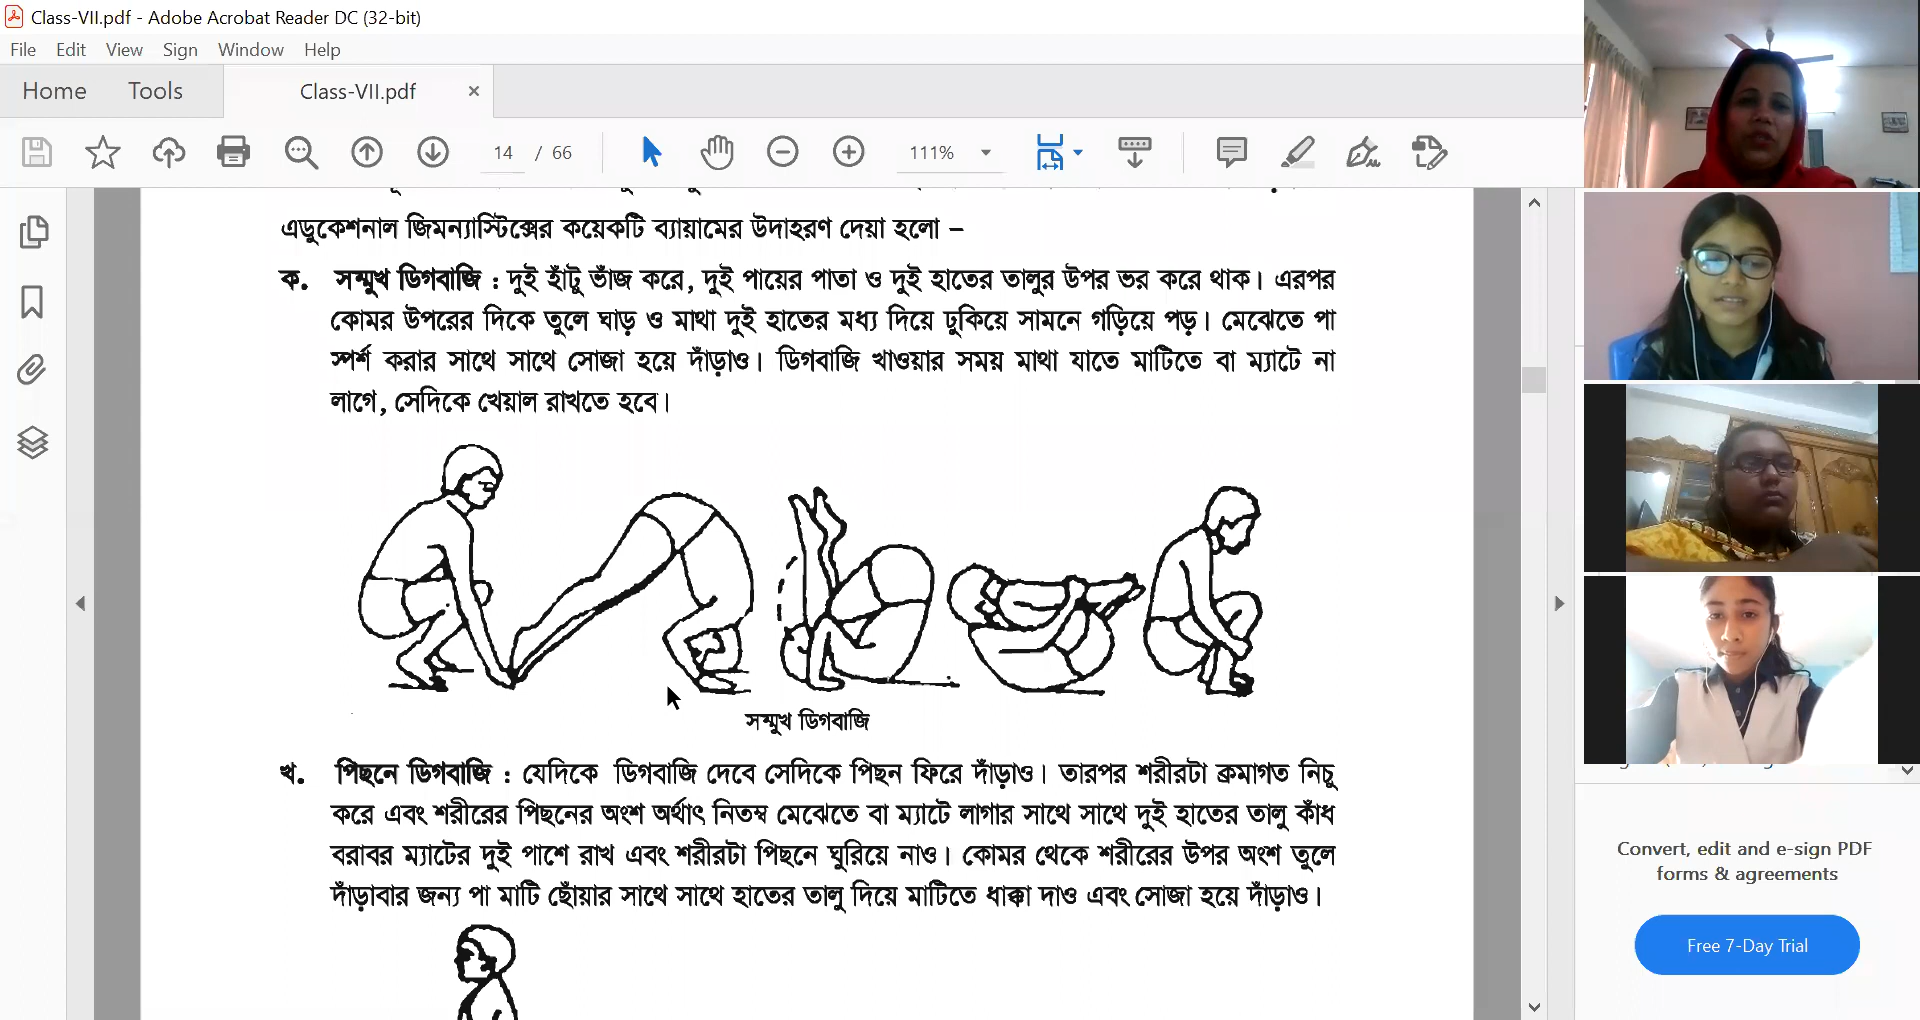 Class-VII.pdf - Adobe Acrobat Reader DC (32-bit)
File Edit View Sign Window Help
Home Tools Class-VII.pdf ×
14 / 66 111%
এডুকেশনাল জিমন্যাস্টিক্সের কয়েকটি ব্যায়ামের উদাহরণ দেয়া হলো –
ক. সম্মুখ ডিগবাজি : দুই হাঁটু ভাঁজ করে, দুই পায়ের পাতা ও দুই হাতের তালুর উপর ভর করে থাক। এরপর
কোমর উপরের দিকে তুলে ঘাড় ও মাথা দুই হাতের মধ্য দিয়ে ঢুকিয়ে সামনে গড়িয়ে পড়। মেঝেতে পা
স্পর্শ করার সাথে সাথে সোজা হয়ে দাঁড়াও। ডিগবাজি খাওয়ার সময় মাথা যাতে মাটিতে বা ম্যাটে না
লাগে, সেদিকে খেয়াল রাখতে হবে।
সম্মুখ ডিগবাজি
খ. পিছনে ডিগবাজি : যেদিকে ডিগবাজি দেবে সেদিকে পিছন ফিরে দাঁড়াও। তারপর শরীরটা ক্রমাগত নিচু
করে এবং শরীরের পিছনের অংশ অর্থাৎ নিতম্ব মেঝেতে বা ম্যাটে লাগার সাথে সাথে দুই হাতের তালু কাঁধ
বরাবর ম্যাটের দুই পাশে রাখ এবং শরীরটা পিছনে ঘুরিয়ে নাও। কোমর থেকে শরীরের উপর অংশ তুলে
দাঁড়াবার জন্য পা মাটি ছোঁয়ার সাথে সাথে হাতের তালু দিয়ে মাটিতে ধাক্কা দাও এবং সোজা হয়ে দাঁড়াও।
Convert, edit and e-sign PDF
forms & agreements
Free 7-Day Trial